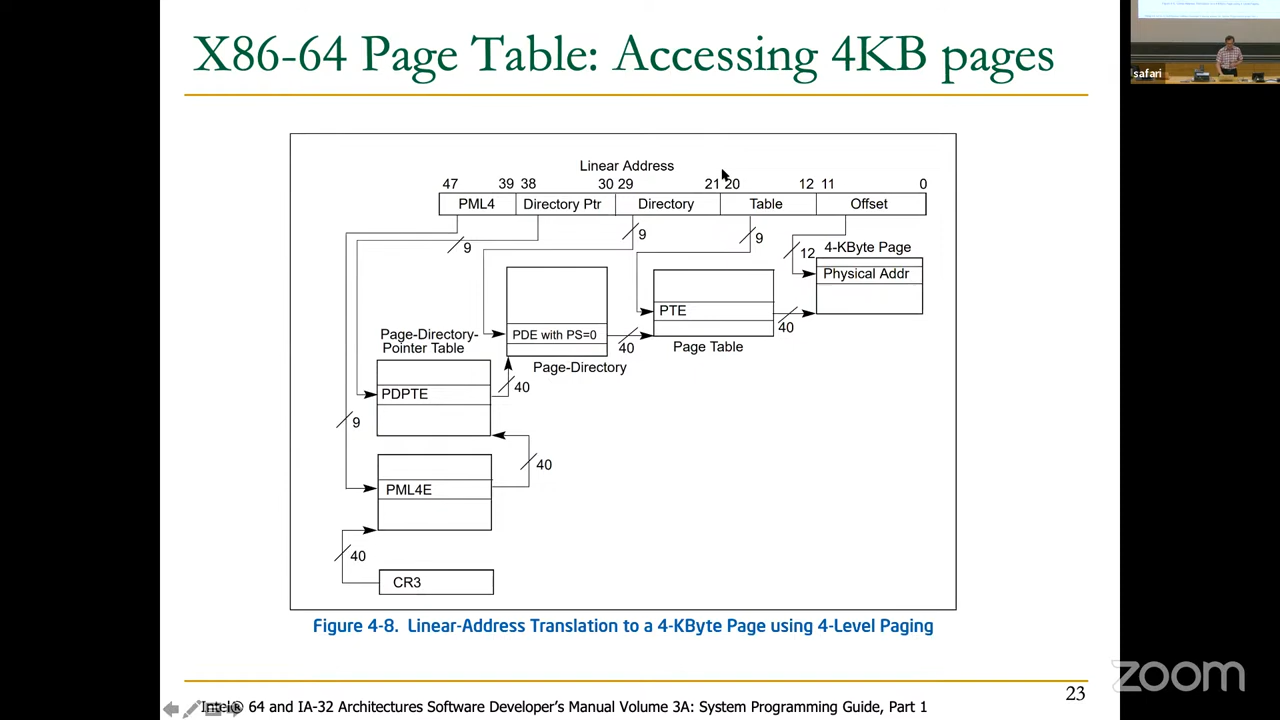 X86-64 Page Table: Accessing 4KB pages
safari
Linear Address
47 39 38 30 29 21 20 12 11 0
PML4 Directory Ptr Directory Table Offset
9 9 9
12 4-KByte Page
Physical Addr
PTE
40
Page Table
PDE with PS=0
40
Page-Directory
Page-Directory-
Pointer Table
40
PDPTE
9
40
PML4E
40
CR3
Figure 4-8. Linear-Address Translation to a 4-KByte Page using 4-Level Paging
zoom
23
Intel® 64 and IA-32 Architectures Software Developer's Manual Volume 3A: System Programming Guide, Part 1